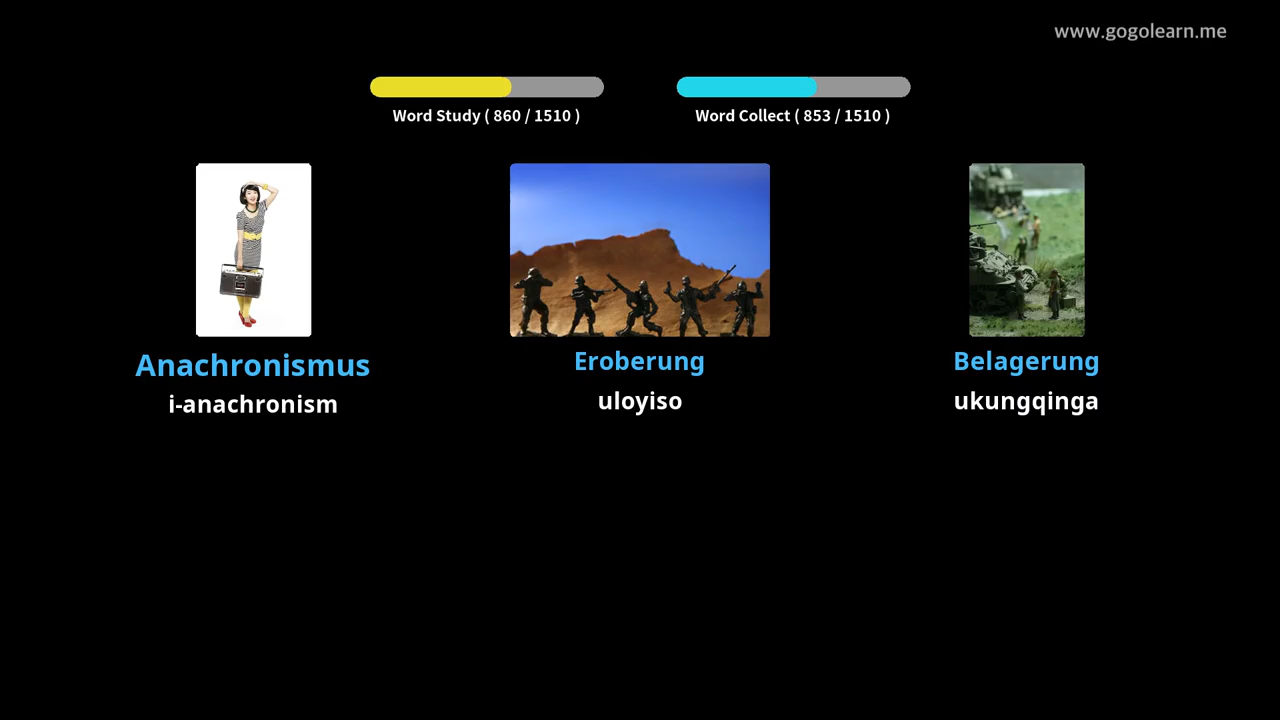 www.gogolearn.me
Word Study ( 860 / 1510 )
Word Collect ( 853 / 1510 )
Anachronismus
i-anachronism
Eroberung
uloyiso
Belagerung
ukungqinga